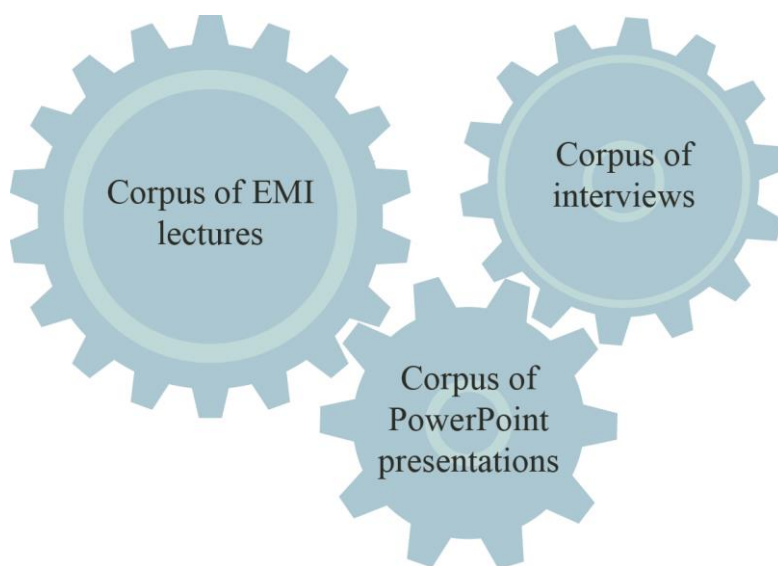 Corpus of EMI
lectures
Corpus of
interviews
Corpus of
PowerPoint
presentations